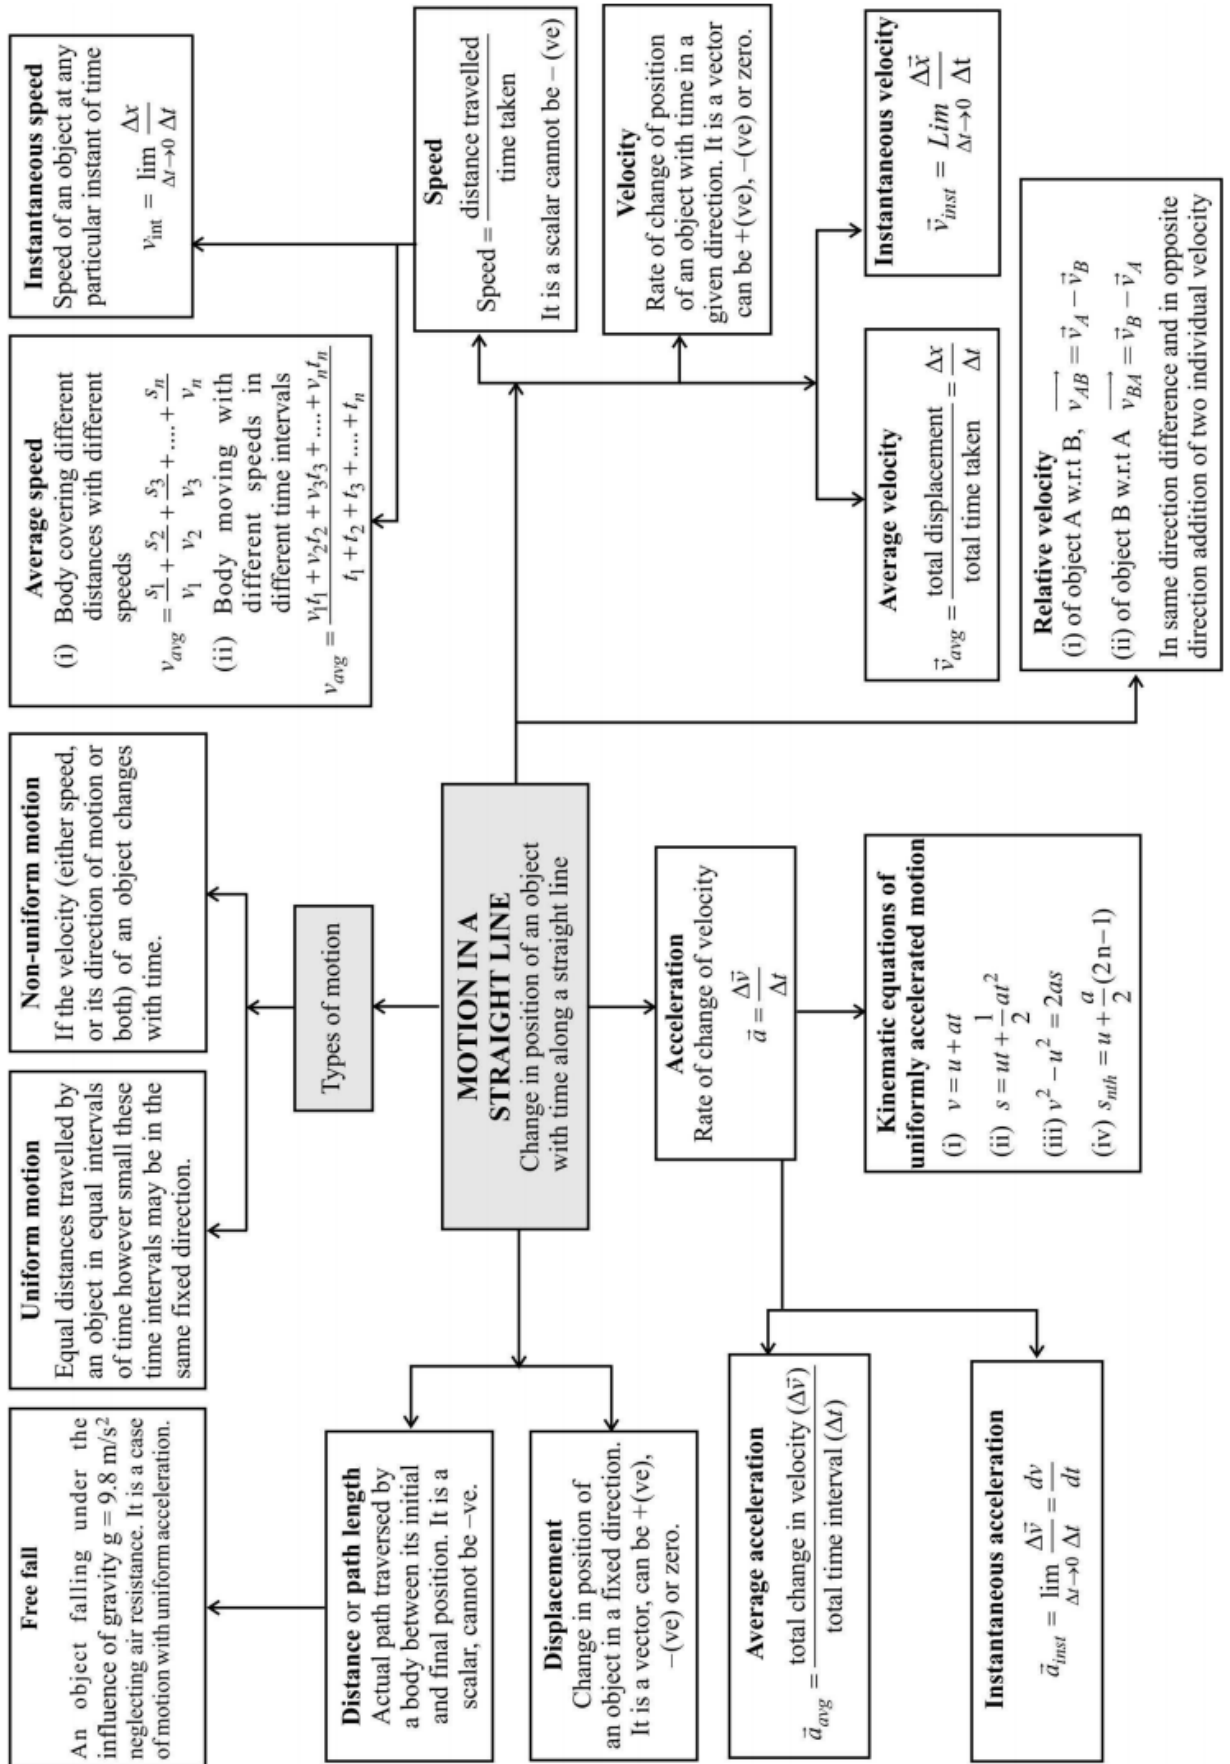 Free fall
An object falling under the
influence of gravity g = 9.8 m/s²
neglecting air resistance. It is a case
of motion with uniform acceleration.
Uniform motion
Equal distances travelled by
an object in equal intervals
of time however small these
time intervals may be in the
same fixed direction.
Non-uniform motion
If the velocity (either speed,
or its direction of motion or
both) of an object changes
with time.
Average speed
(i) Body covering different
distances with different
speeds
v_avg = s₁/v₁ + s₂/v₂ + s₃/v₃ + .... + sₙ/vₙ
(ii) Body moving with
different speeds in
different time intervals
v_avg = (v₁t₁ + v₂t₂ + v₃t₃ + .... + vₙtₙ)/(t₁ + t₂ + t₃ + .... + tₙ)
Instantaneous speed
Speed of an object at any
particular instant of time
v_int = lim_{Δt→0} Δx/Δt
Types of motion
Distance or path length
Actual path traversed by
a body between its initial
and final position. It is a
scalar, cannot be –ve.
Displacement
Change in position of
an object in a fixed direction.
It is a vector, can be +(ve),
–(ve) or zero.
MOTION IN A
STRAIGHT LINE
Change in position of an object
with time along a straight line
Speed
Speed = distance travelled/time taken
It is a scalar cannot be – (ve)
Velocity
Rate of change of position
of an object with time in a
given direction. It is a vector
can be +(ve), –(ve) or zero.
Acceleration
Rate of change of velocity
a⃗ = Δv⃗/Δt
Average acceleration
a⃗_avg = total change in velocity (Δv⃗)/total time interval (Δt)
Instantaneous acceleration
a⃗_inst = lim_{Δt→0} Δv⃗/Δt = dv/dt
Kinematic equations of
uniformly accelerated motion
(i) v = u + at
(ii) s = ut + 1/2 at²
(iii) v² – u² = 2as
(iv) s_nth = u + a/2 (2n–1)
Average velocity
v⃗_avg = total displacement/total time taken = Δx/Δt
Instantaneous velocity
v⃗_inst = Lim_{Δt→0} Δx⃗/Δt
Relative velocity
(i) of object A w.r.t B, v⃗_AB = v⃗_A – v⃗_B
(ii) of object B w.r.t A v⃗_BA = v⃗_B – v⃗_A
In same direction difference and in opposite
direction addition of two individual velocity